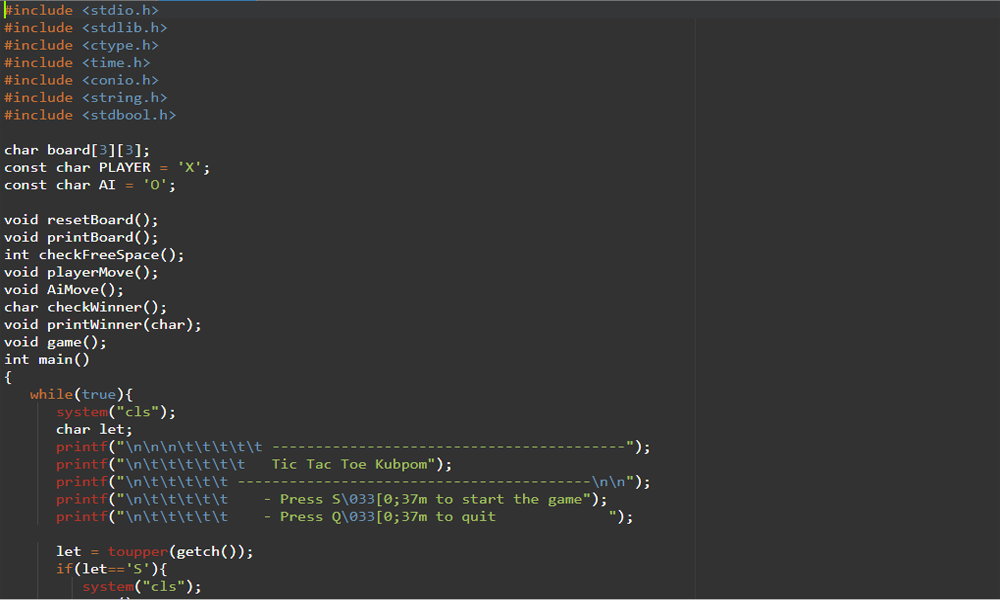 #include <stdio.h>
#include <stdlib.h>
#include <ctype.h>
#include <time.h>
#include <conio.h>
#include <string.h>
#include <stdbool.h>
char board[3][3];
const char PLAYER = 'X';
const char AI = 'O';
void resetBoard();
void printBoard();
int checkFreeSpace();
void playerMove();
void AiMove();
char checkWinner();
void printWinner(char);
void game();
int main()
{
while(true){
system("cls");
char let;
printf("\n\n\n\t\t\t\t\t -----------------------------------------");
printf("\n\t\t\t\t\t\t   Tic Tac Toe Kubpom");
printf("\n\t\t\t\t\t -----------------------------------------\n\n");
printf("\n\t\t\t\t\t    - Press S\033[0;37m to start the game");
printf("\n\t\t\t\t\t    - Press Q\033[0;37m to quit             ");
let = toupper(getch());
if(let=='S'){
system("cls");